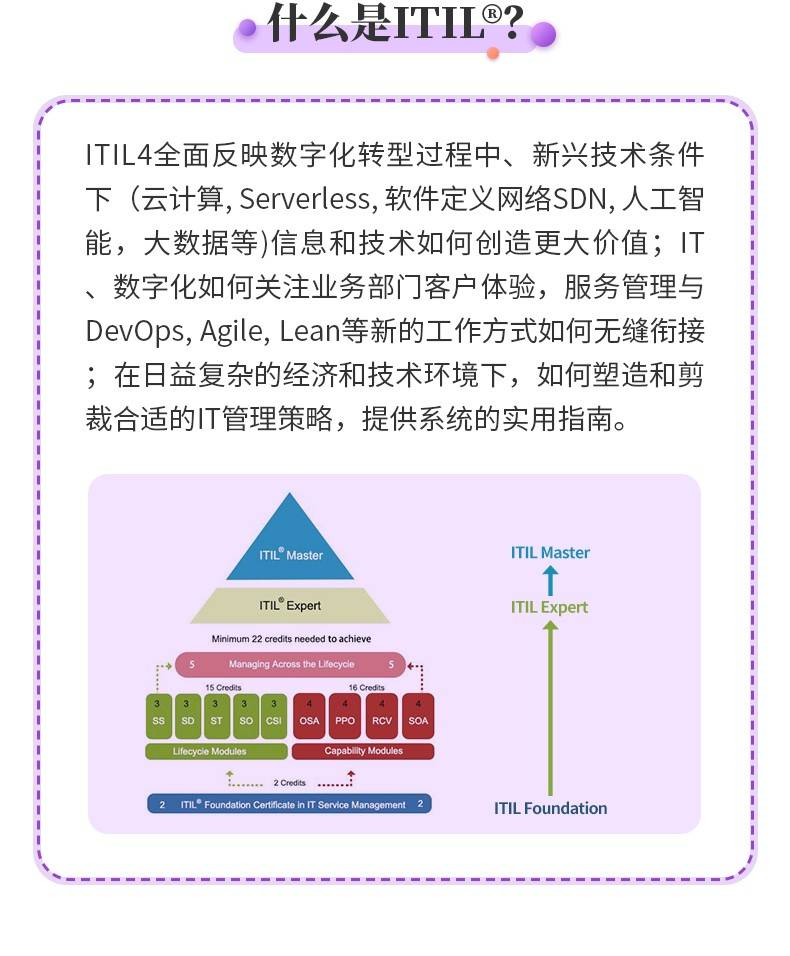 什么是ITIL®?
ITIL4全面反映数字化转型过程中、新兴技术条件
下（云计算, Serverless, 软件定义网络SDN, 人工智
能，大数据等)信息和技术如何创造更大价值；IT
、数字化如何关注业务部门客户体验，服务管理与
DevOps, Agile, Lean等新的工作方式如何无缝衔接
；在日益复杂的经济和技术环境下，如何塑造和剪
裁合适的IT管理策略，提供系统的实用指南。
ITIL® Master
ITIL® Expert
Minimum 22 credits needed to achieve
5 Managing Across the Lifecycle 5
15 Credits 16 Credits
3 3 3 3 3 4 4 4 4
SS SD ST SO CSI OSA PPO RCV SOA
Lifecycle Modules Capability Modules
2 Credits
2 ITIL® Foundation Certificate in IT Service Management 2
ITIL Master
ITIL Expert
ITIL Foundation